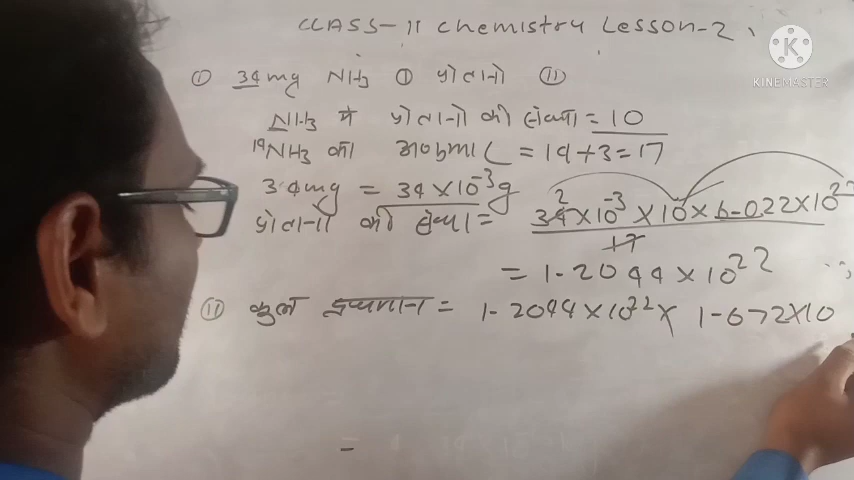 CLASS-11 Chemistry Lesson-2
KINEMASTER
① 34mg NH3 ① प्रोतानो ⑪
NH3 मे प्रोतानो की संख्या = 10
14NH3 का = 14+3=17
34mg = 34×10-3g
प्रोतानो की संख्या = 34×10-3×10×6-022×10
2
17
= 1-2044×1022
⑪ कुल द्रव्यमान = 1-2044×1022× 1-672×10